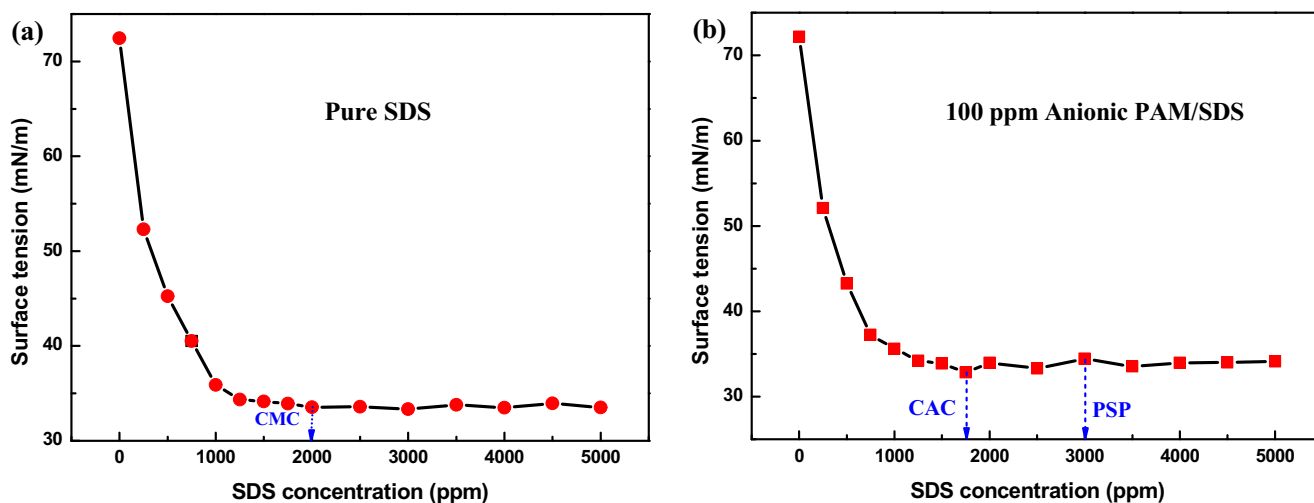 (a)
Pure SDS
CMC
70
60
50
40
30
Surface tension (mN/m)
0 1000 2000 3000 4000 5000
SDS concentration (ppm)
(b)
100 ppm Anionic PAM/SDS
CAC
PSP
70
60
50
40
30
Surface tension (mN/m)
0 1000 2000 3000 4000 5000
SDS concentration (ppm)